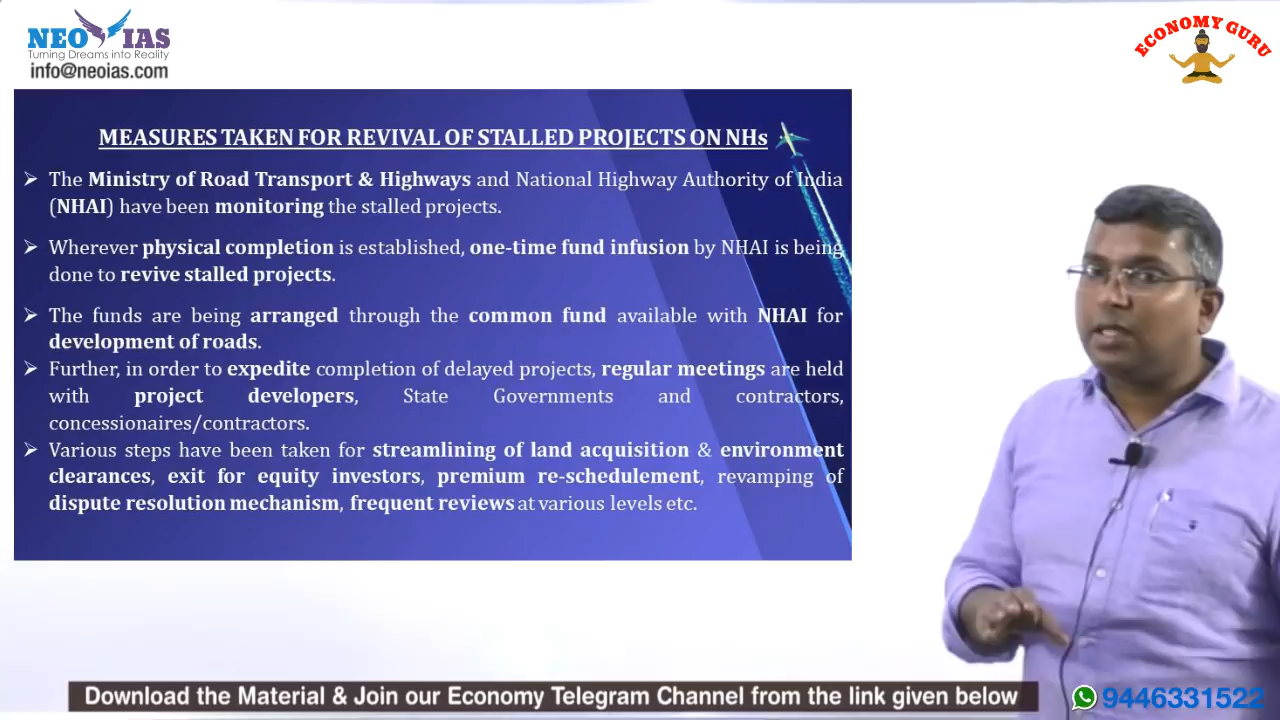 NEO IAS
Turning Dreams into Reality
info@neoias.com
ECONOMY GURU
MEASURES TAKEN FOR REVIVAL OF STALLED PROJECTS ON NHs
➢ The Ministry of Road Transport & Highways and National Highway Authority of India
(NHAI) have been monitoring the stalled projects.
➢ Wherever physical completion is established, one-time fund infusion by NHAI is being
done to revive stalled projects.
➢ The funds are being arranged through the common fund available with NHAI for
development of roads.
➢ Further, in order to expedite completion of delayed projects, regular meetings are held
with project developers, State Governments and contractors,
concessionaires/contractors.
➢ Various steps have been taken for streamlining of land acquisition & environment
clearances, exit for equity investors, premium re-schedulement, revamping of
dispute resolution mechanism, frequent reviews at various levels etc.
Download the Material & Join our Economy Telegram Channel from the link given below
9446331522